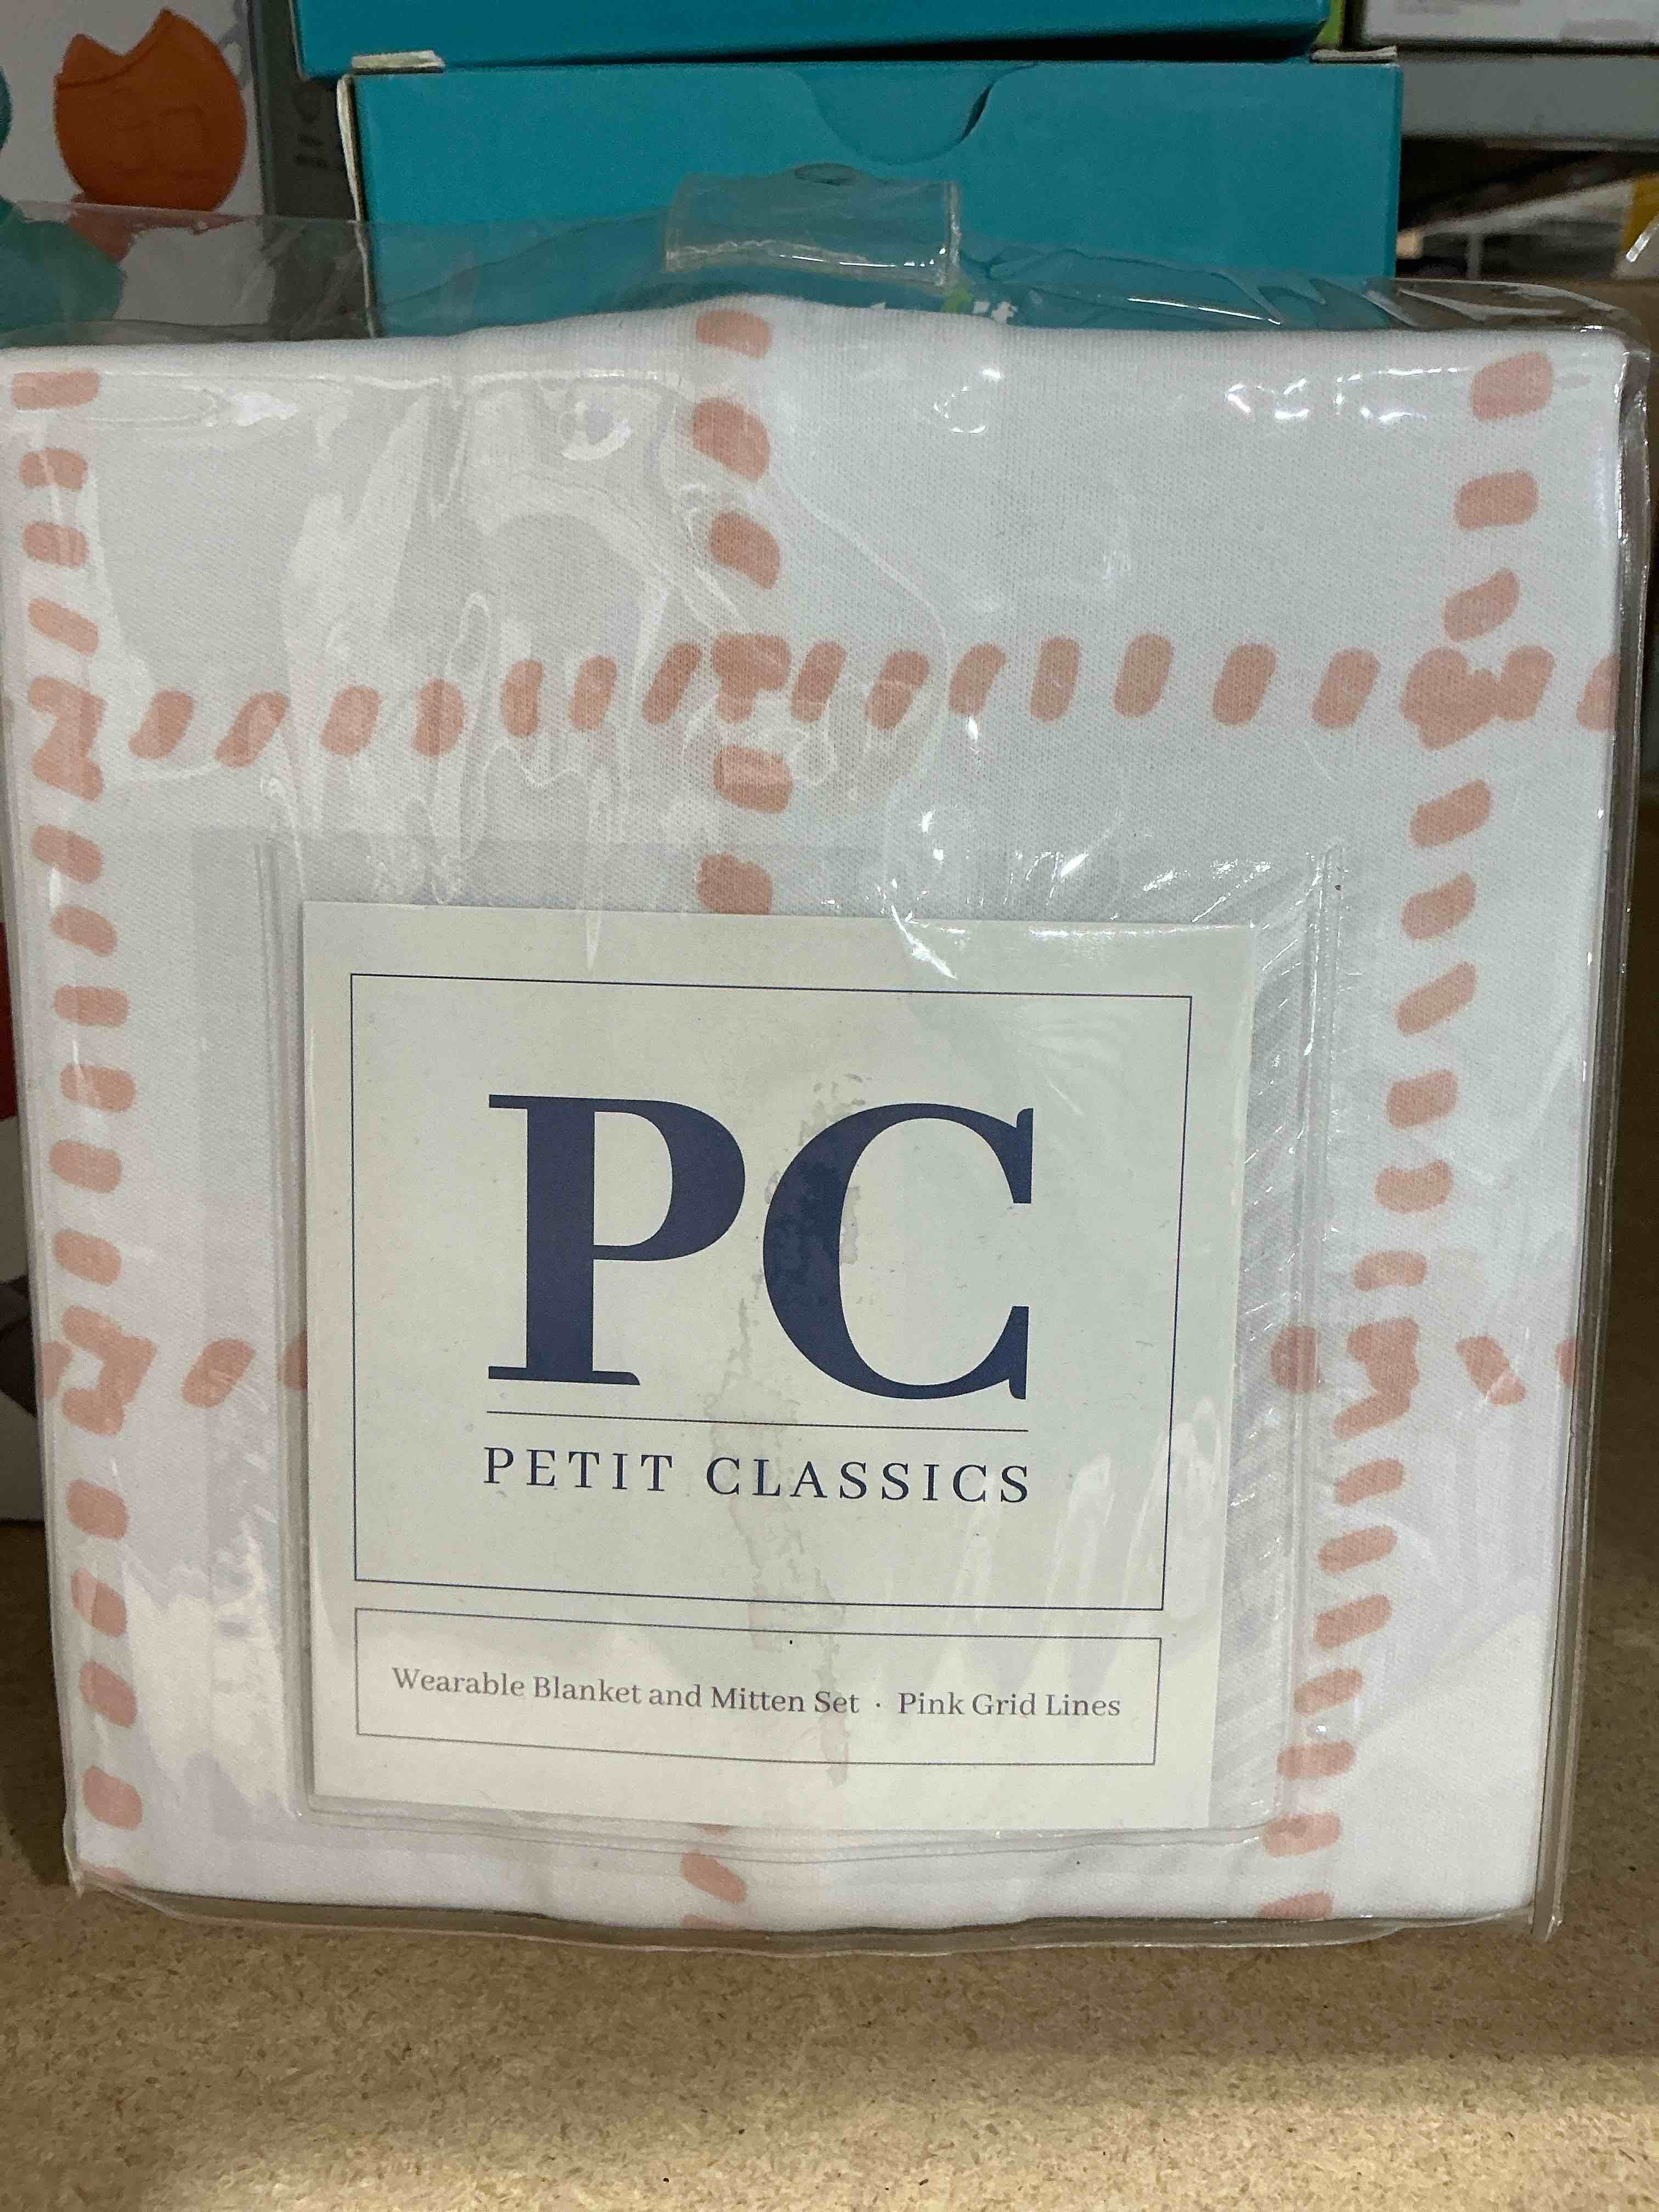 PC
PETIT CLASSICS
Wearable Blanket and Mitten Set · Pink Grid Lines